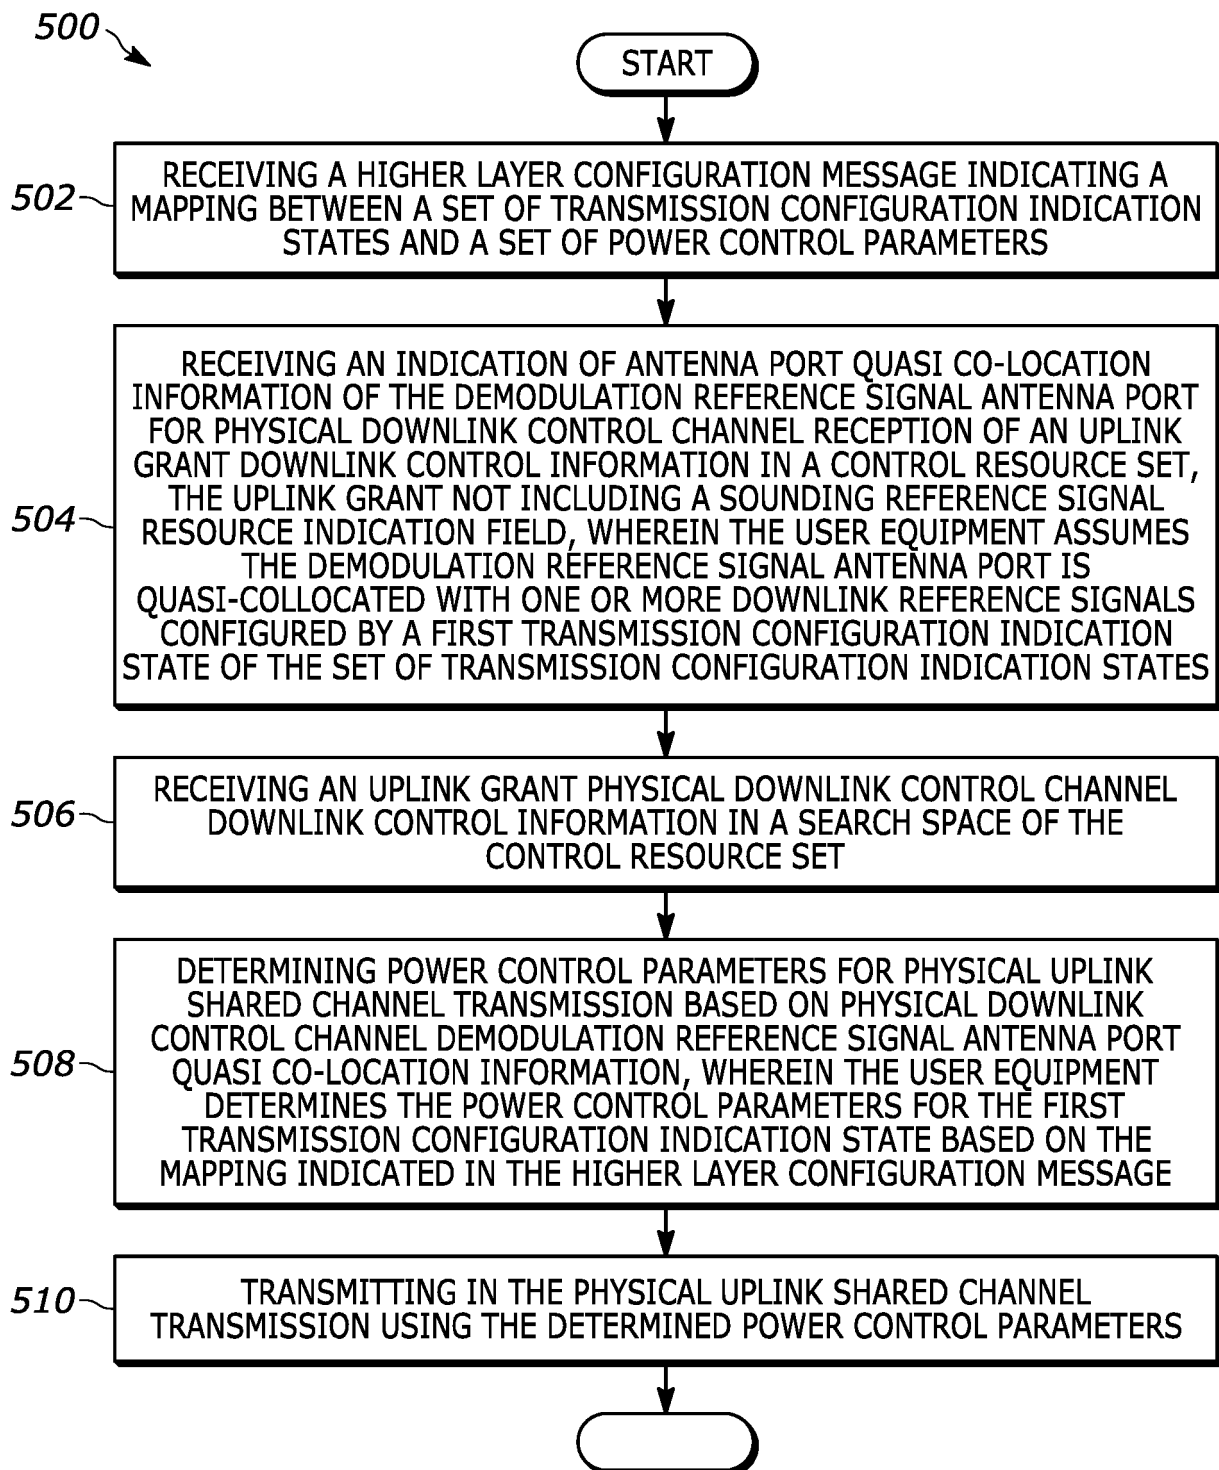 500
START
502
RECEIVING A HIGHER LAYER CONFIGURATION MESSAGE INDICATING A
MAPPING BETWEEN A SET OF TRANSMISSION CONFIGURATION INDICATION
STATES AND A SET OF POWER CONTROL PARAMETERS
504
RECEIVING AN INDICATION OF ANTENNA PORT QUASI CO-LOCATION
INFORMATION OF THE DEMODULATION REFERENCE SIGNAL ANTENNA PORT
FOR PHYSICAL DOWNLINK CONTROL CHANNEL RECEPTION OF AN UPLINK
GRANT DOWNLINK CONTROL INFORMATION IN A CONTROL RESOURCE SET,
THE UPLINK GRANT NOT INCLUDING A SOUNDING REFERENCE SIGNAL
RESOURCE INDICATION FIELD, WHEREIN THE USER EQUIPMENT ASSUMES
THE DEMODULATION REFERENCE SIGNAL ANTENNA PORT IS
QUASI-COLLOCATED WITH ONE OR MORE DOWNLINK REFERENCE SIGNALS
CONFIGURED BY A FIRST TRANSMISSION CONFIGURATION INDICATION
STATE OF THE SET OF TRANSMISSION CONFIGURATION INDICATION STATES
506
RECEIVING AN UPLINK GRANT PHYSICAL DOWNLINK CONTROL CHANNEL
DOWNLINK CONTROL INFORMATION IN A SEARCH SPACE OF THE
CONTROL RESOURCE SET
508
DETERMINING POWER CONTROL PARAMETERS FOR PHYSICAL UPLINK
SHARED CHANNEL TRANSMISSION BASED ON PHYSICAL DOWNLINK
CONTROL CHANNEL DEMODULATION REFERENCE SIGNAL ANTENNA PORT
QUASI CO-LOCATION INFORMATION, WHEREIN THE USER EQUIPMENT
DETERMINES THE POWER CONTROL PARAMETERS FOR THE FIRST
TRANSMISSION CONFIGURATION INDICATION STATE BASED ON THE
MAPPING INDICATED IN THE HIGHER LAYER CONFIGURATION MESSAGE
510
TRANSMITTING IN THE PHYSICAL UPLINK SHARED CHANNEL
TRANSMISSION USING THE DETERMINED POWER CONTROL PARAMETERS